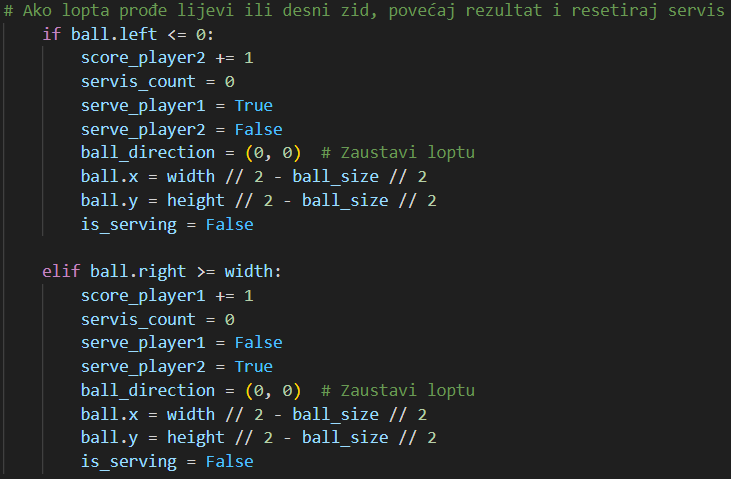 # Ako lopta prođe lijevi ili desni zid, povećaj rezultat i resetiraj servis
if ball.left <= 0:
score_player2 += 1
servis_count = 0
serve_player1 = True
serve_player2 = False
ball_direction = (0, 0)  # Zaustavi loptu
ball.x = width // 2 - ball_size // 2
ball.y = height // 2 - ball_size // 2
is_serving = False
elif ball.right >= width:
score_player1 += 1
servis_count = 0
serve_player1 = False
serve_player2 = True
ball_direction = (0, 0)  # Zaustavi loptu
ball.x = width // 2 - ball_size // 2
ball.y = height // 2 - ball_size // 2
is_serving = False